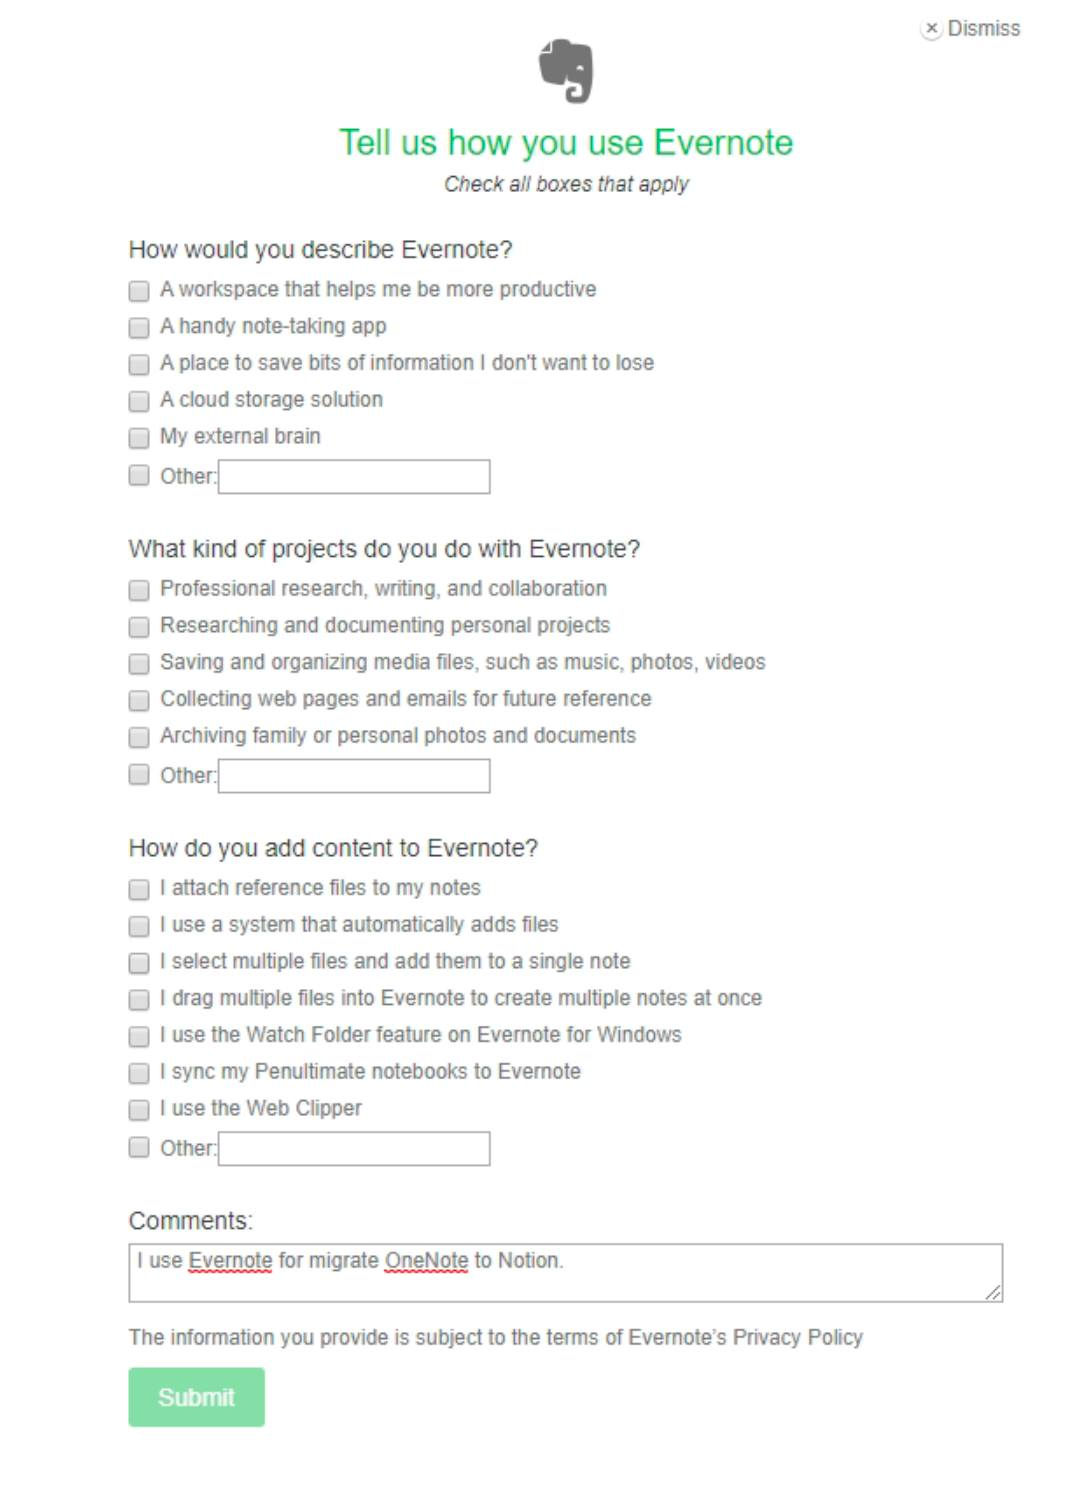 Dismiss
Tell us how you use Evernote
Check all boxes that apply
How would you describe Evernote?
A workspace that helps me be more productive
A handy note-taking app
A place to save bits of information I don't want to lose
A cloud storage solution
My external brain
Other:
What kind of projects do you do with Evernote?
Professional research, writing, and collaboration
Researching and documenting personal projects
Saving and organizing media files, such as music, photos, videos
Collecting web pages and emails for future reference
Archiving family or personal photos and documents
Other:
How do you add content to Evernote?
I attach reference files to my notes
I use a system that automatically adds files
I select multiple files and add them to a single note
I drag multiple files into Evernote to create multiple notes at once
I use the Watch Folder feature on Evernote for Windows
I sync my Penultimate notebooks to Evernote
I use the Web Clipper
Other:
Comments:
I use Evernote for migrate OneNote to Notion.
The information you provide is subject to the terms of Evernote's Privacy Policy
Submit